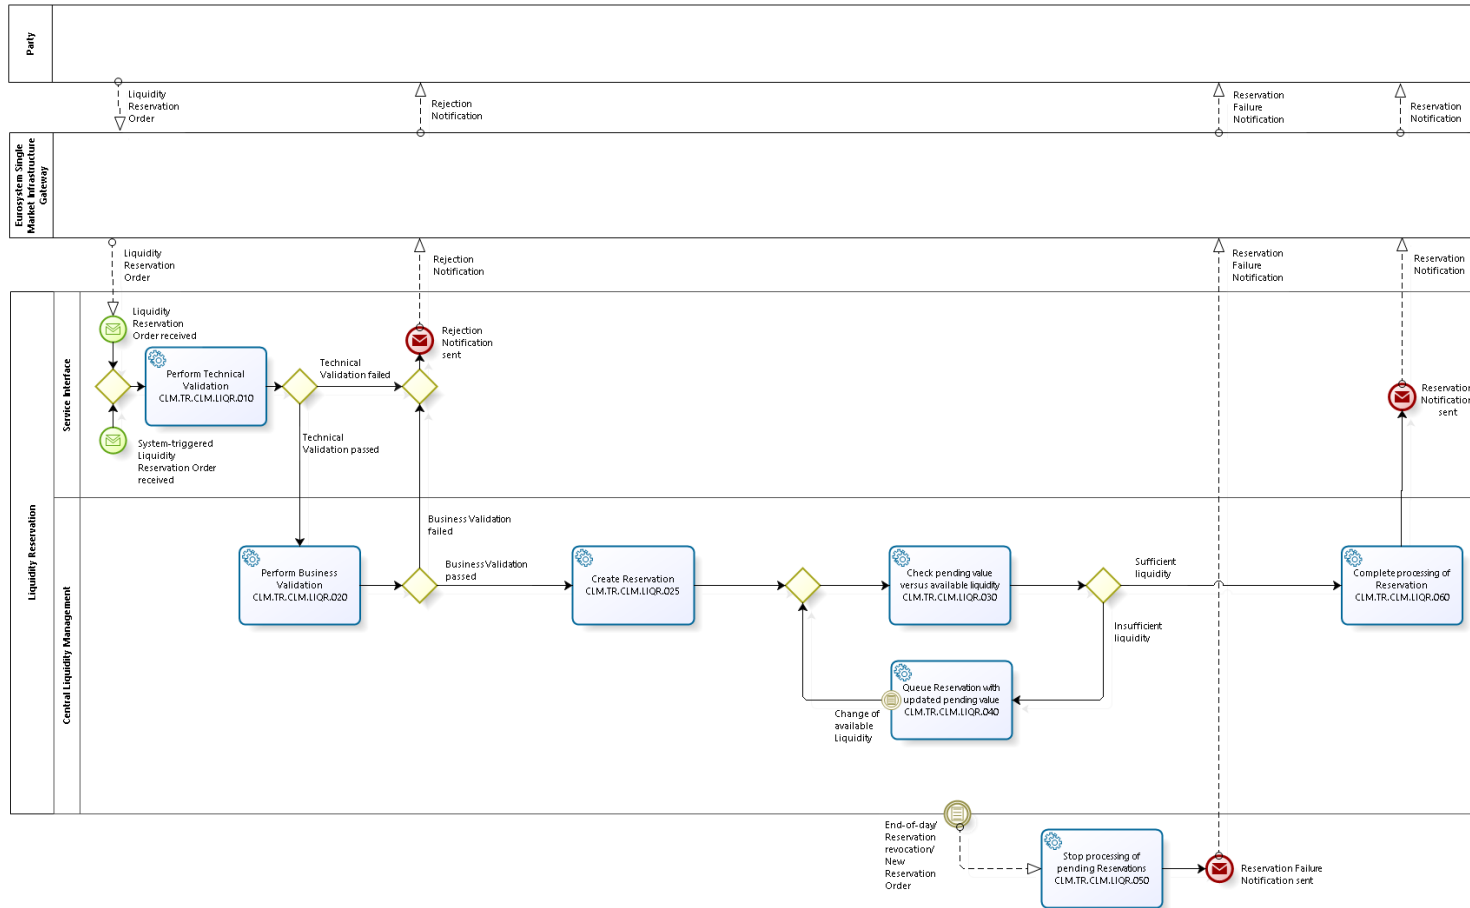 Party
Liquidity
Reservation
Order
Rejection
Notification
Reservation
Failure
Notification
Reservation
Notification
Eurosystem Single
Market Infrastructure
Gateway
Liquidity
Reservation
Order
Rejection
Notification
Reservation
Failure
Notification
Reservation
Notification
Liquidity Reservation
Service Interface
Liquidity
Reservation
Order received
Perform Technical
Validation
CLM.TR.CLM.LIQR.010
System-triggered
Liquidity
Reservation Order
received
Technical
Validation failed
Technical
Validation passed
Rejection
Notification
sent
Reservation
Notification
sent
Central Liquidity Management
Perform Business
Validation
CLM.TR.CLM.LIQR.020
Business Validation
failed
Business Validation
passed
Create Reservation
CLM.TR.CLM.LIQR.025
Check pending value
versus available liquidity
CLM.TR.CLM.LIQR.030
Sufficient
liquidity
Insufficient
liquidity
Complete processing of
Reservation
CLM.TR.CLM.LIQR.060
Queue Reservation with
updated pending value
CLM.TR.CLM.LIQR.040
Change of
available
Liquidity
End-of-day/
Reservation
revocation/
New
Reservation
Order
Stop processing of
pending Reservations
CLM.TR.CLM.LIQR.050
Reservation Failure
Notification sent